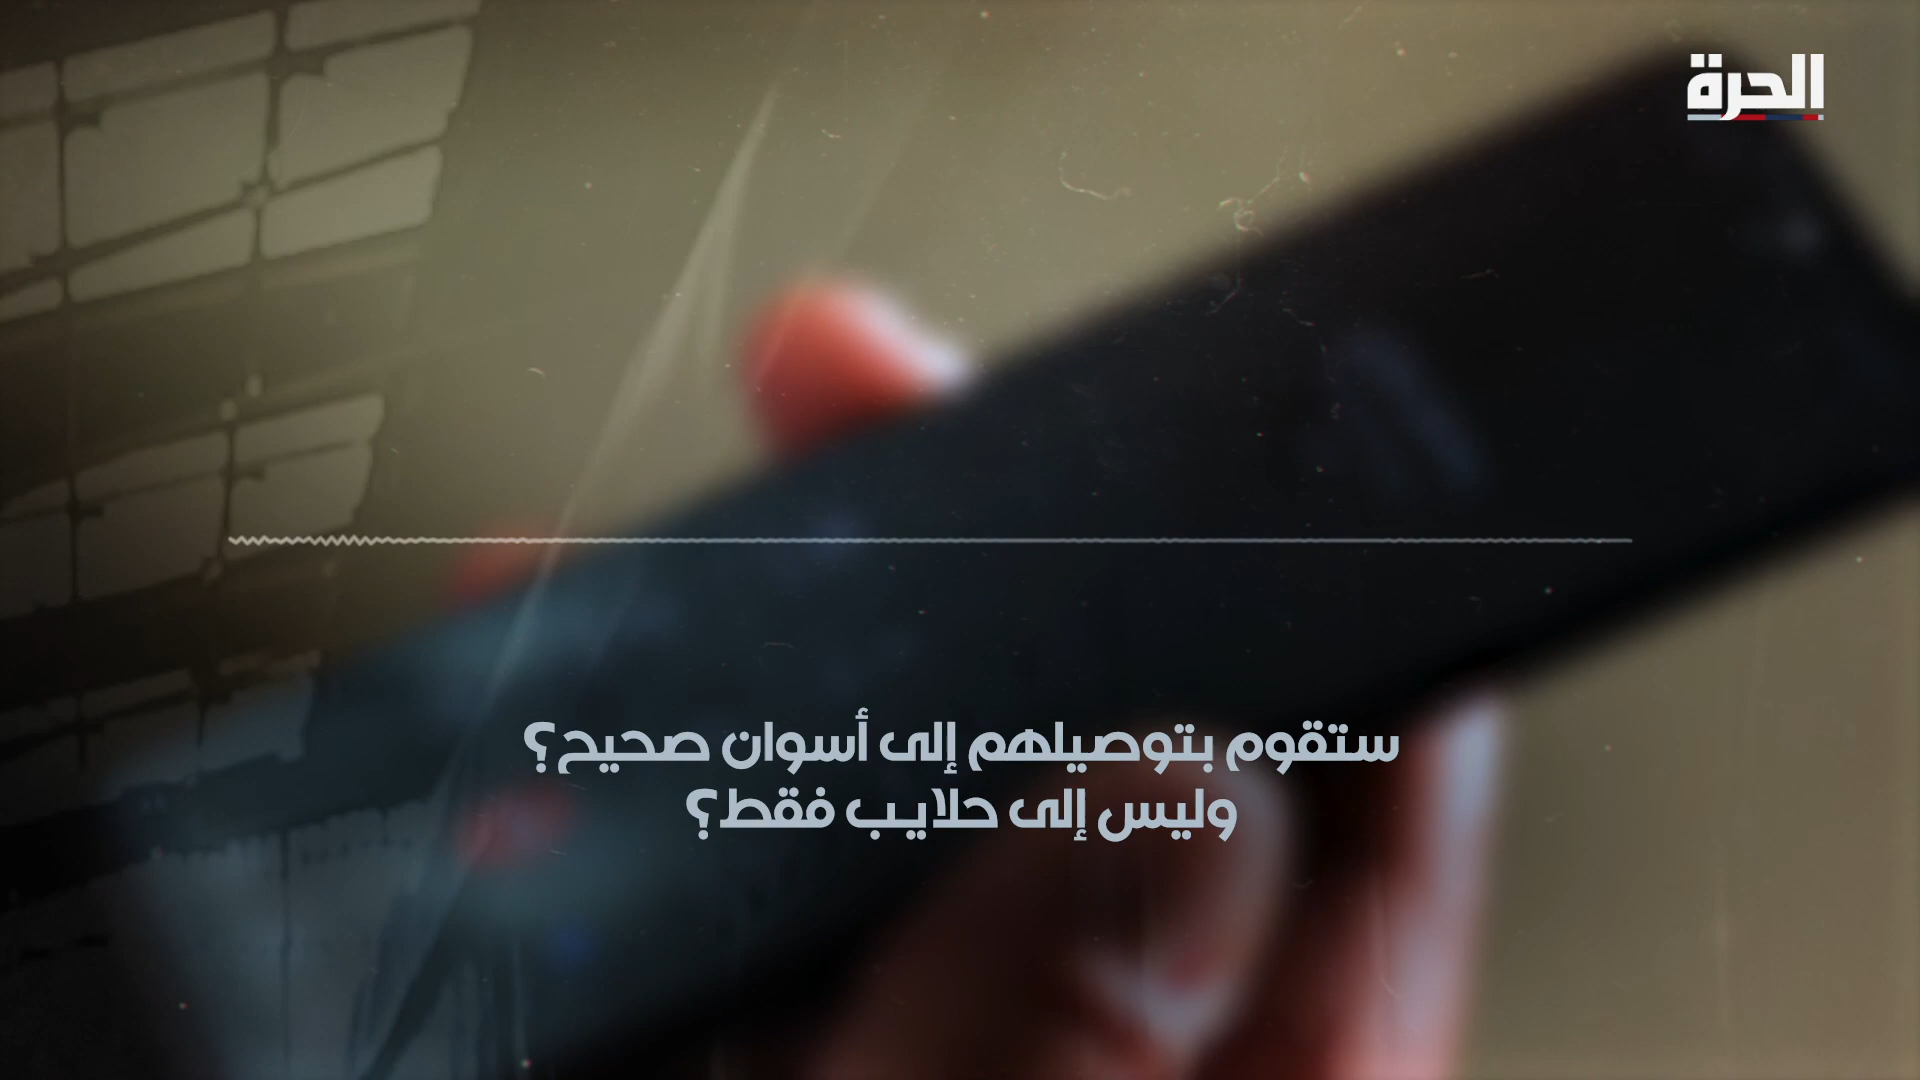 الحرة
ستقوم بتوصيلهم إلى أسوان صحيح؟
وليس إلى حلايب فقط؟